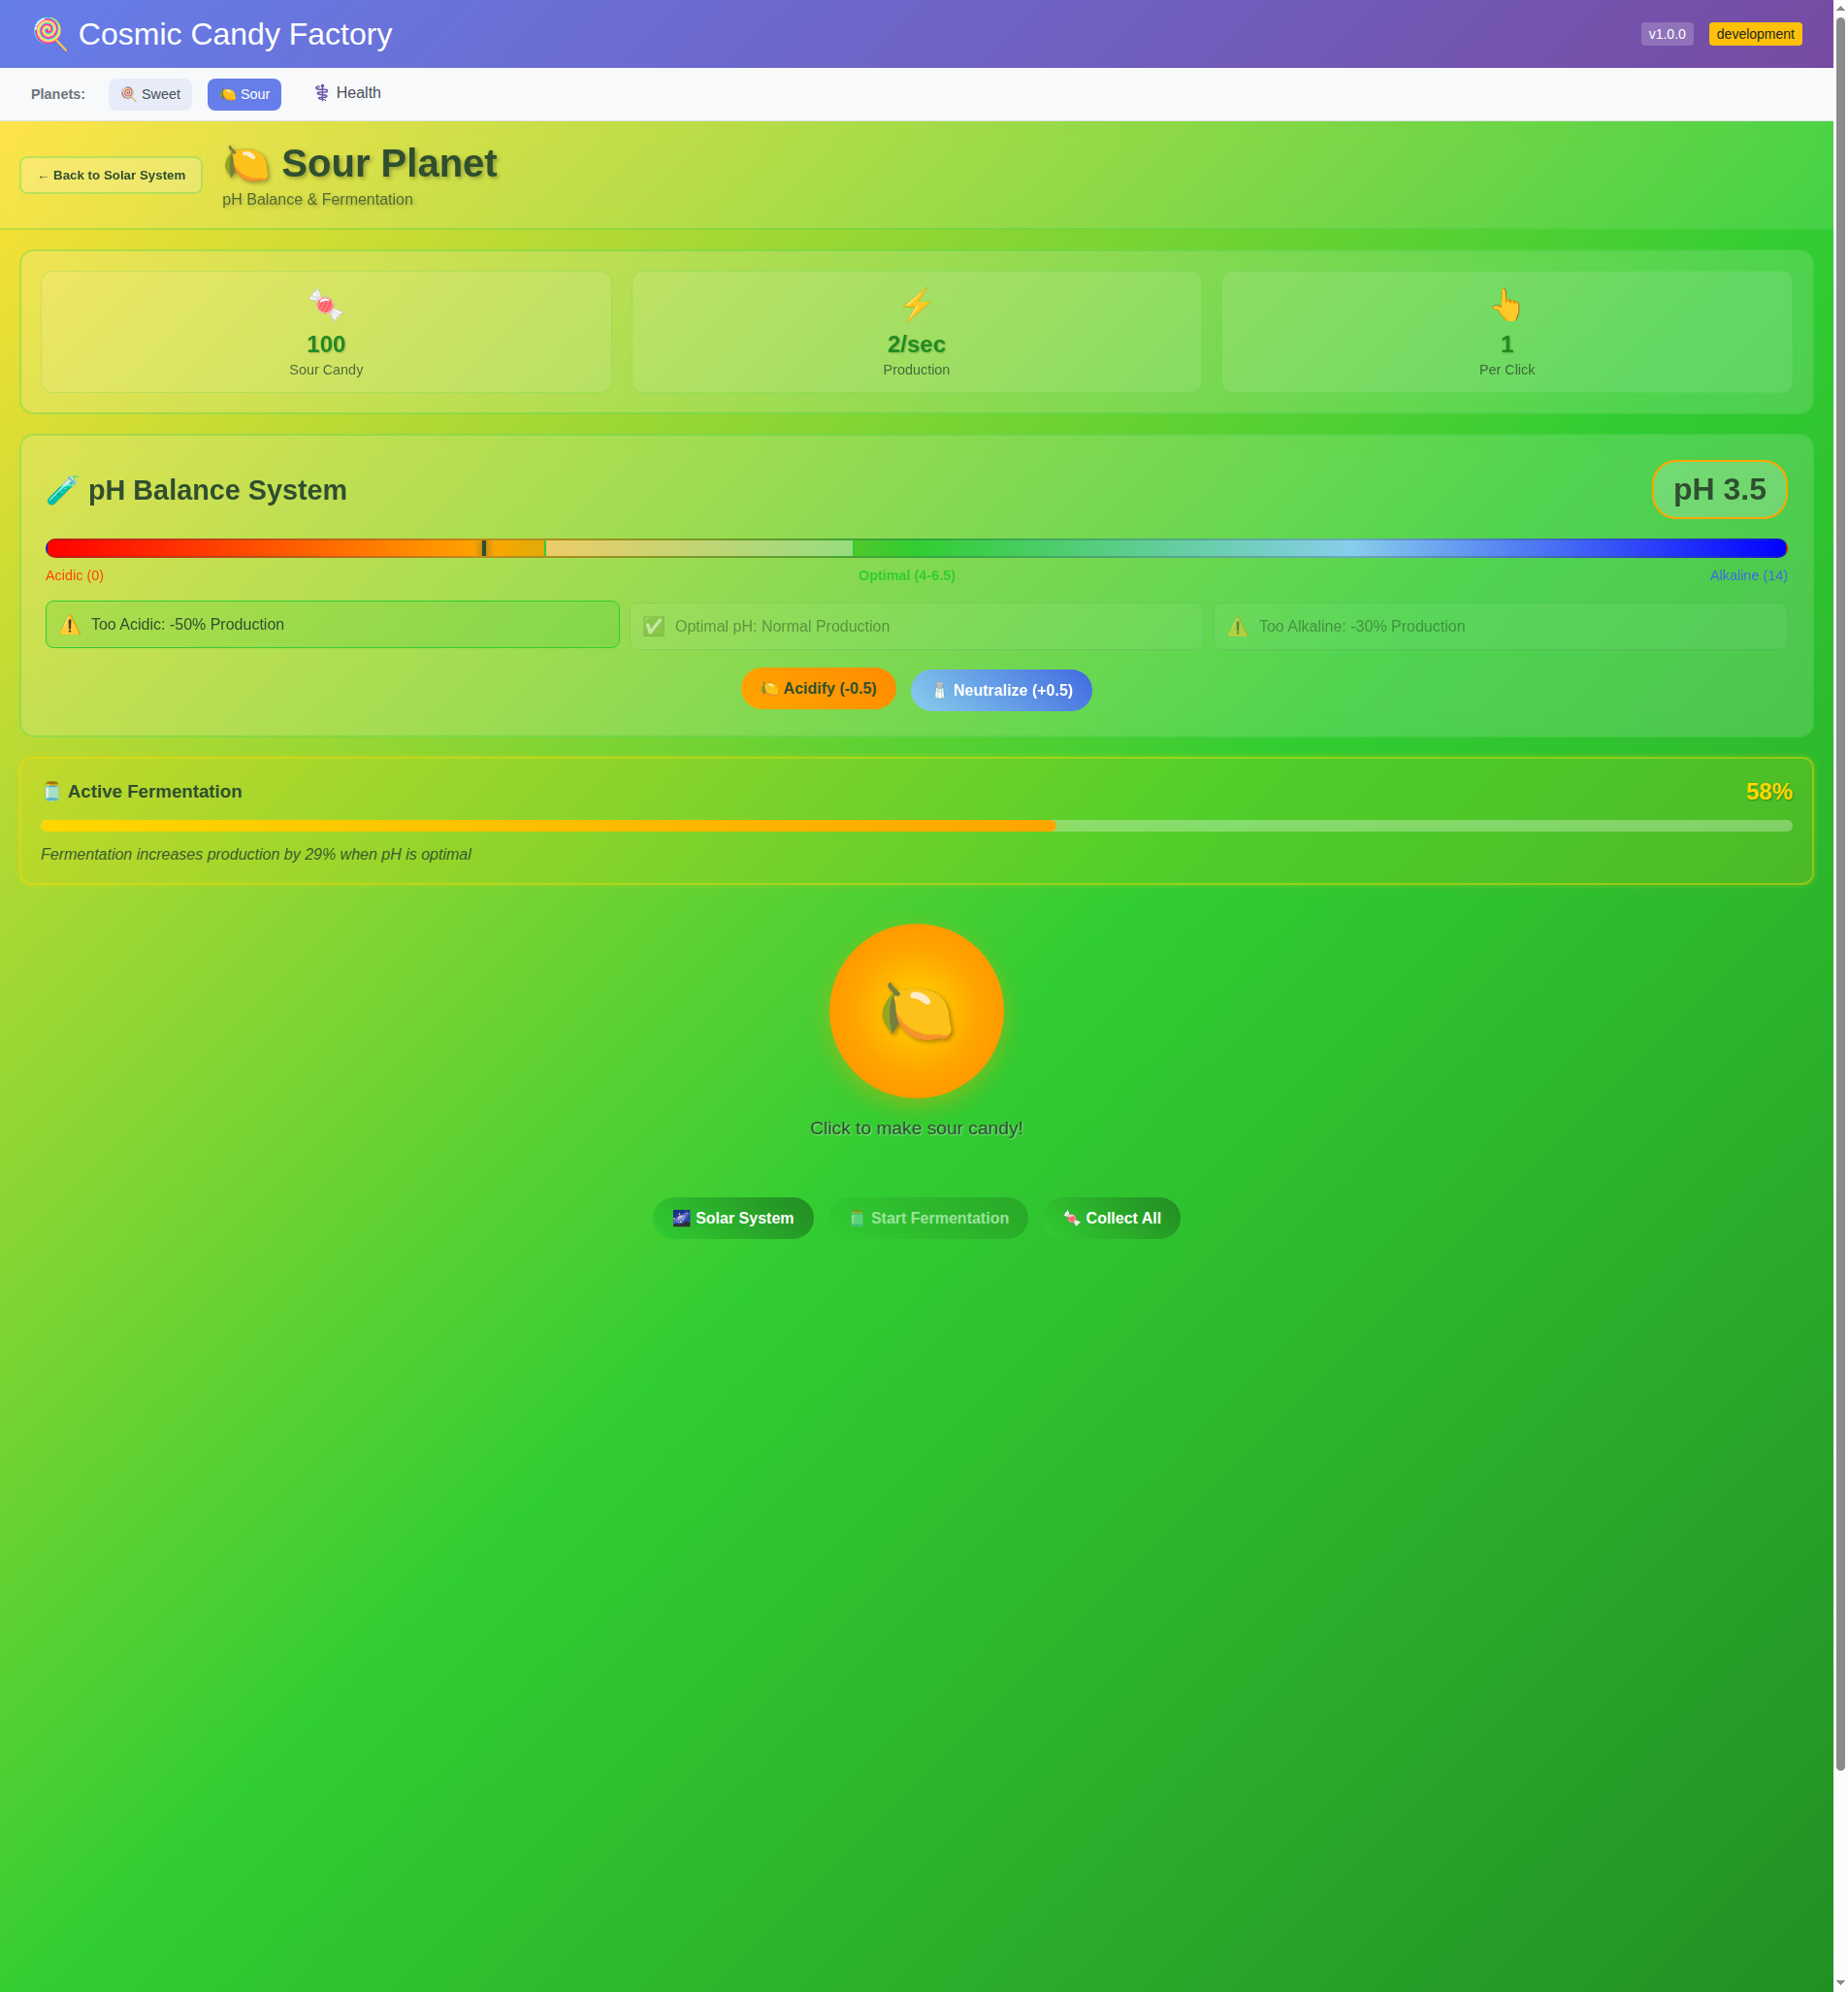 Cosmic Candy Factory
v1.0.0
development
Planets:
Sweet
Sour
Health
← Back to Solar System
Sour Planet
pH Balance & Fermentation
100
Sour Candy
2/sec
Production
1
Per Click
pH Balance System
pH 3.5
Acidic (0)
Optimal (4-6.5)
Alkaline (14)
Too Acidic: -50% Production
Optimal pH: Normal Production
Too Alkaline: -30% Production
Acidify (-0.5)
Neutralize (+0.5)
Active Fermentation
58%
Fermentation increases production by 29% when pH is optimal
Click to make sour candy!
Solar System
Start Fermentation
Collect All